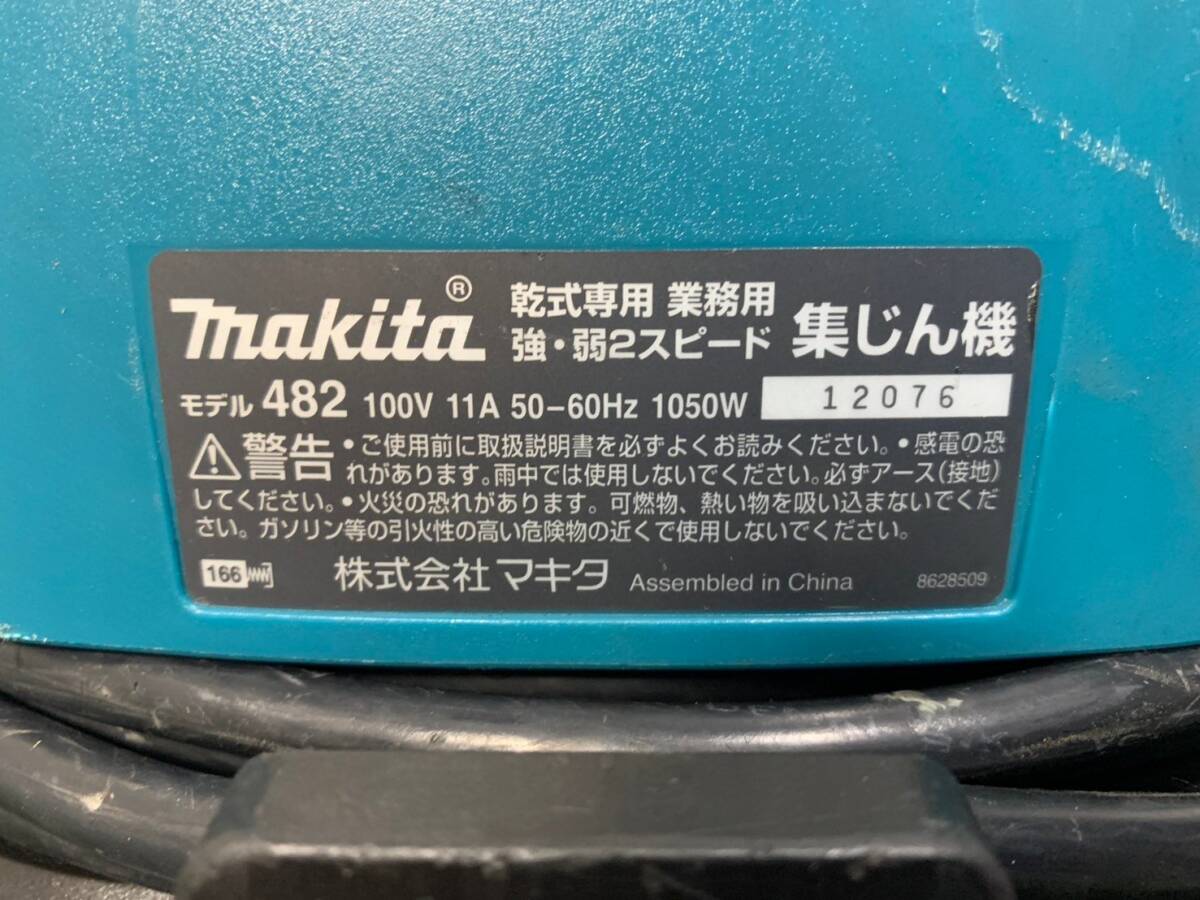 makita® 乾式専用 業務用 集じん機
強・弱2スピード
モデル 482 100V 11A 50-60Hz 1050W 12076
⚠警告 ・ご使用前に取扱説明書を必ずよくお読みください。・感電の恐
れがあります。雨中では使用しないでください。必ずアース(接地)
してください。・火災の恐れがあります。可燃物、熱い物を吸い込まないでくだ
さい。ガソリン等の引火性の高い危険物の近くで使用しないでください。
166 株式会社マキタ Assembled in China 8628509